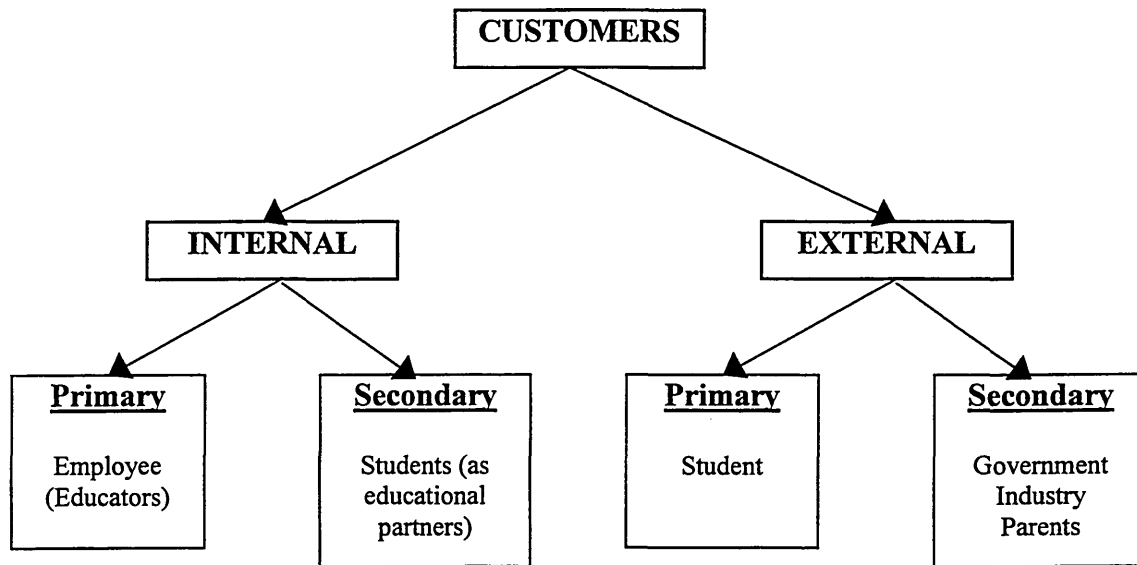 CUSTOMERS
INTERNAL
EXTERNAL
Primary
Employee
(Educators)
Secondary
Students (as
educational
partners)
Primary
Student
Secondary
Government
Industry
Parents